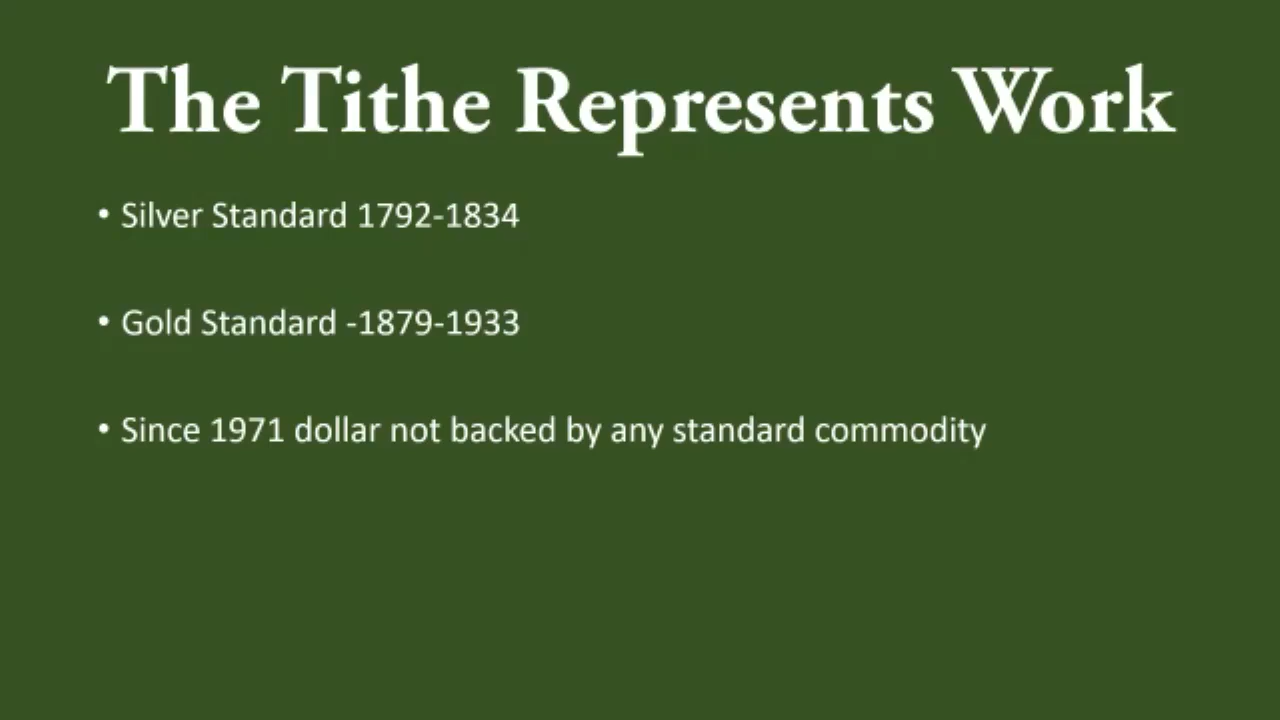 The Tithe Represents Work
• Silver Standard 1792-1834
• Gold Standard -1879-1933
• Since 1971 dollar not backed by any standard commodity